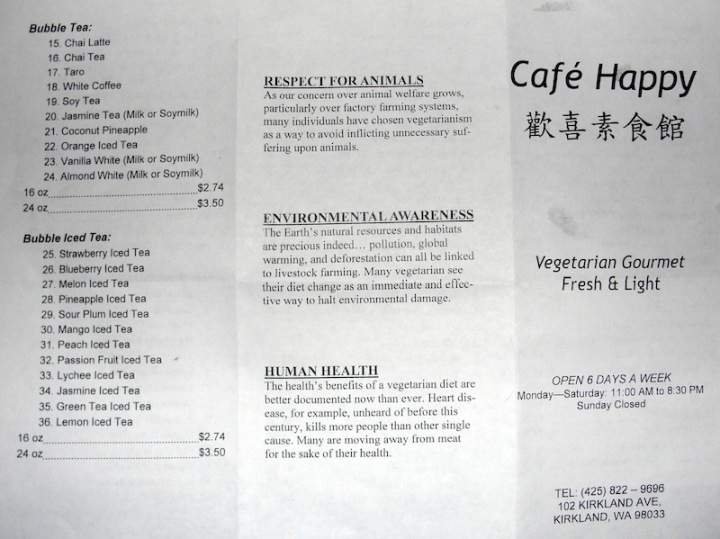 Bubble Tea:
15. Chai Latte
16. Chai Tea
17. Taro
18. White Coffee
19. Soy Tea
20. Jasmine Tea (Milk or Soymilk)
21. Coconut Pineapple
22. Orange Iced Tea
23. Vanilla White (Milk or Soymilk)
24. Almond White (Milk or Soymilk)
16 oz $2.74
24 oz $3.50
Bubble Iced Tea:
25. Strawberry Iced Tea
26. Blueberry Iced Tea
27. Melon Iced Tea
28. Pineapple Iced Tea
29. Sour Plum Iced Tea
30. Mango Iced Tea
31. Peach Iced Tea
32. Passion Fruit Iced Tea
33. Lychee Iced Tea
34. Jasmine Iced Tea
35. Green Tea Iced Tea
36. Lemon Iced Tea
16 oz $2.74
24 oz $3.50
RESPECT FOR ANIMALS
As our concern over animal welfare grows,
particularly over factory farming systems,
many individuals have chosen vegetarianism
as a way to avoid inflicting unnecessary suf-
fering upon animals.
ENVIRONMENTAL AWARENESS
The Earth's natural resources and habitats
are precious indeed… pollution, global
warming, and deforestation can all be linked
to livestock farming. Many vegetarian see
their diet change as an immediate and effec-
tive way to halt environmental damage.
HUMAN HEALTH
The health's benefits of a vegetarian diet are
better documented now than ever. Heart dis-
ease, for example, unheard of before this
century, kills more people than other single
cause. Many are moving away from meat
for the sake of their health.
Café Happy
歡喜素食館
Vegetarian Gourmet
Fresh & Light
OPEN 6 DAYS A WEEK
Monday—Saturday: 11:00 AM to 8:30 PM
Sunday Closed
TEL: (425) 822 – 9696
102 KIRKLAND AVE,
KIRKLAND, WA 98033